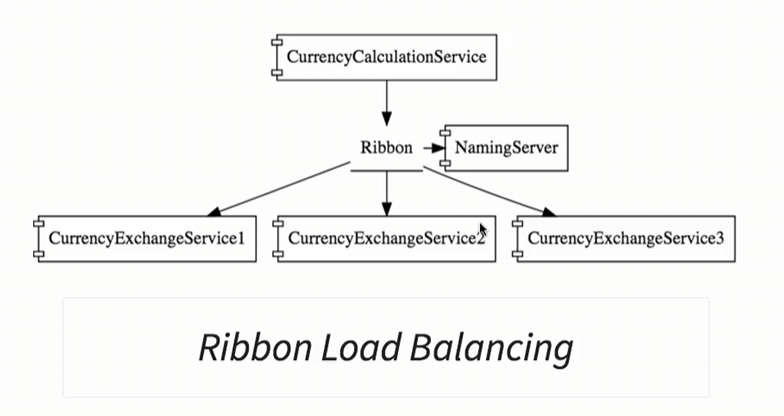 CurrencyCalculationService
Ribbon
NamingServer
CurrencyExchangeService1
CurrencyExchangeService2
CurrencyExchangeService3
Ribbon Load Balancing